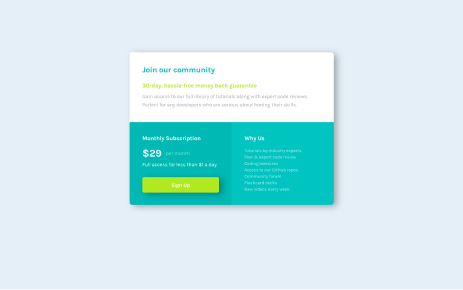 Join our community
30-day, hassle-free money back guarantee
Gain access to our full library of tutorials along with expert code reviews.
Perfect for any developers who are serious about honing their skills.
Monthly Subscription
$29 per month
Full access for less than $1 a day
Sign Up
Why Us
Tutorials by industry experts
Peer & expert code review
Coding exercises
Access to our GitHub repos
Community forum
Flashcard decks
New videos every week